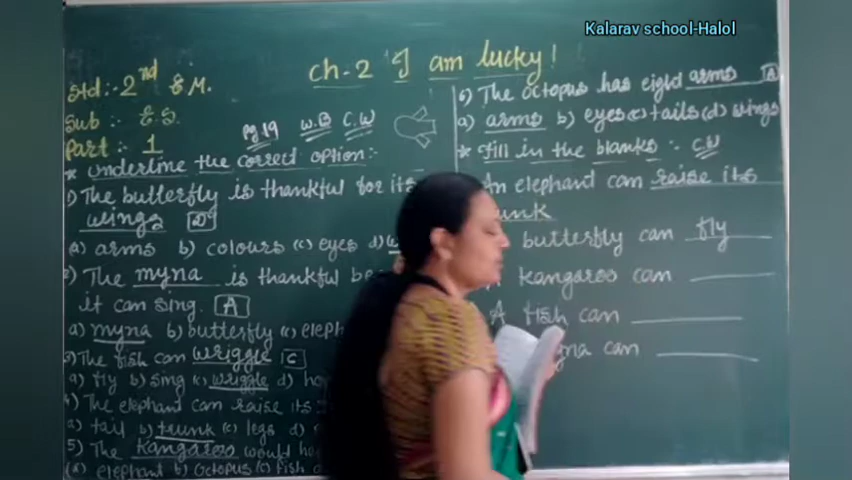 Kalarav school-Halol
Std:- 2nd E.M.
Sub :- E.S.
Part :- 1
ch-2 I am lucky!
Pg.19 W.B C.W
* underline the correct option:-
1) The butterfly is thankful for its
wings D
(a) arms b) colours (c) eyes d)
2) The myna is thankful
it can sing. A
a) myna b) butterfly (c)
3) The fish can wriggle C
a) fly b) sing (c) wriggle d)
4) The elephant can raise its
a) tail b) trunk (c) legs d)
5) The kangaroo would
(a) elephant b) octopus (c) fish
6) The octopus has eight arms A
a) arms b) eyes (c) tails (d) wings
* fill in the blanks :- C.W
An elephant can raise its
butterfly can fly
kangaroo can
A fish can
can